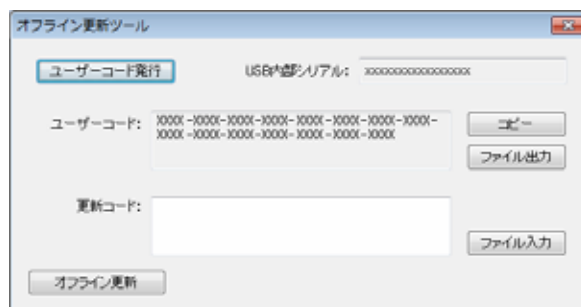 オフライン更新ツール
ユーザーコード発行
USB内部シリアル: xxxxxxxxxxxxxxxxx
ユーザーコード: XXXX-XXXX-XXXX-XXXX-XXXX-XXXX-XXXX-XXXX-
XXXX-XXXX-XXXX-XXXX-XXXX-XXXX-XXXX
コピー
ファイル出力
更新コード:
ファイル入力
オフライン更新